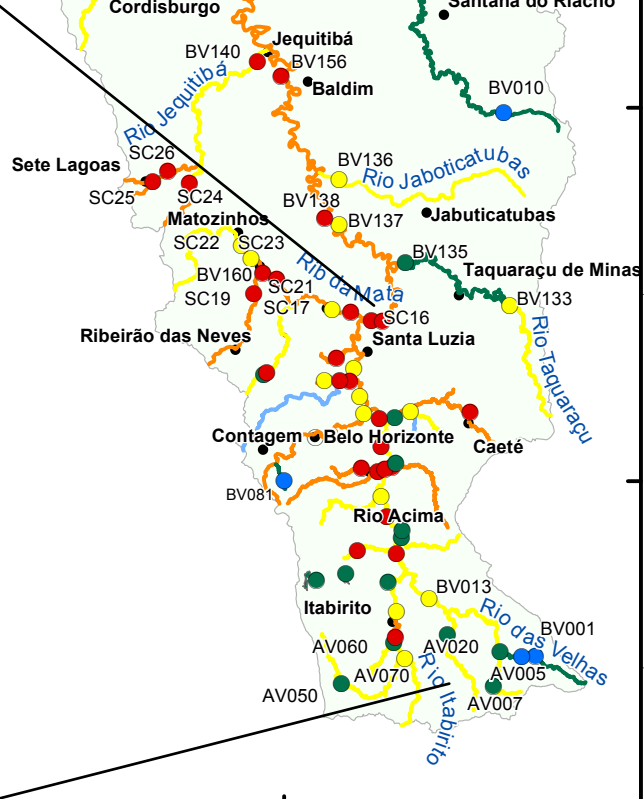 Cordisburgo
Santana do Riacho
Jequitibá
BV140
BV156
Baldim
BV010
Rio Jequitibá
SC26
Sete Lagoas
SC25
SC24
BV136
Rio Jaboticatubas
BV138
BV137
Jabuticatubas
Matozinhos
SC22
SC23
BV135
Rib da Mata
Taquaraçu de Minas
BV160
SC21
SC19
SC17
SC16
BV133
Rio Taquaraçu
Ribeirão das Neves
Santa Luzia
Contagem
Belo Horizonte
Caeté
BV081
Rio Acima
BV013
Itabirito
Rio das Velhas
BV001
AV060
AV020
AV005
AV070
AV050
AV007
Rio Itabirito